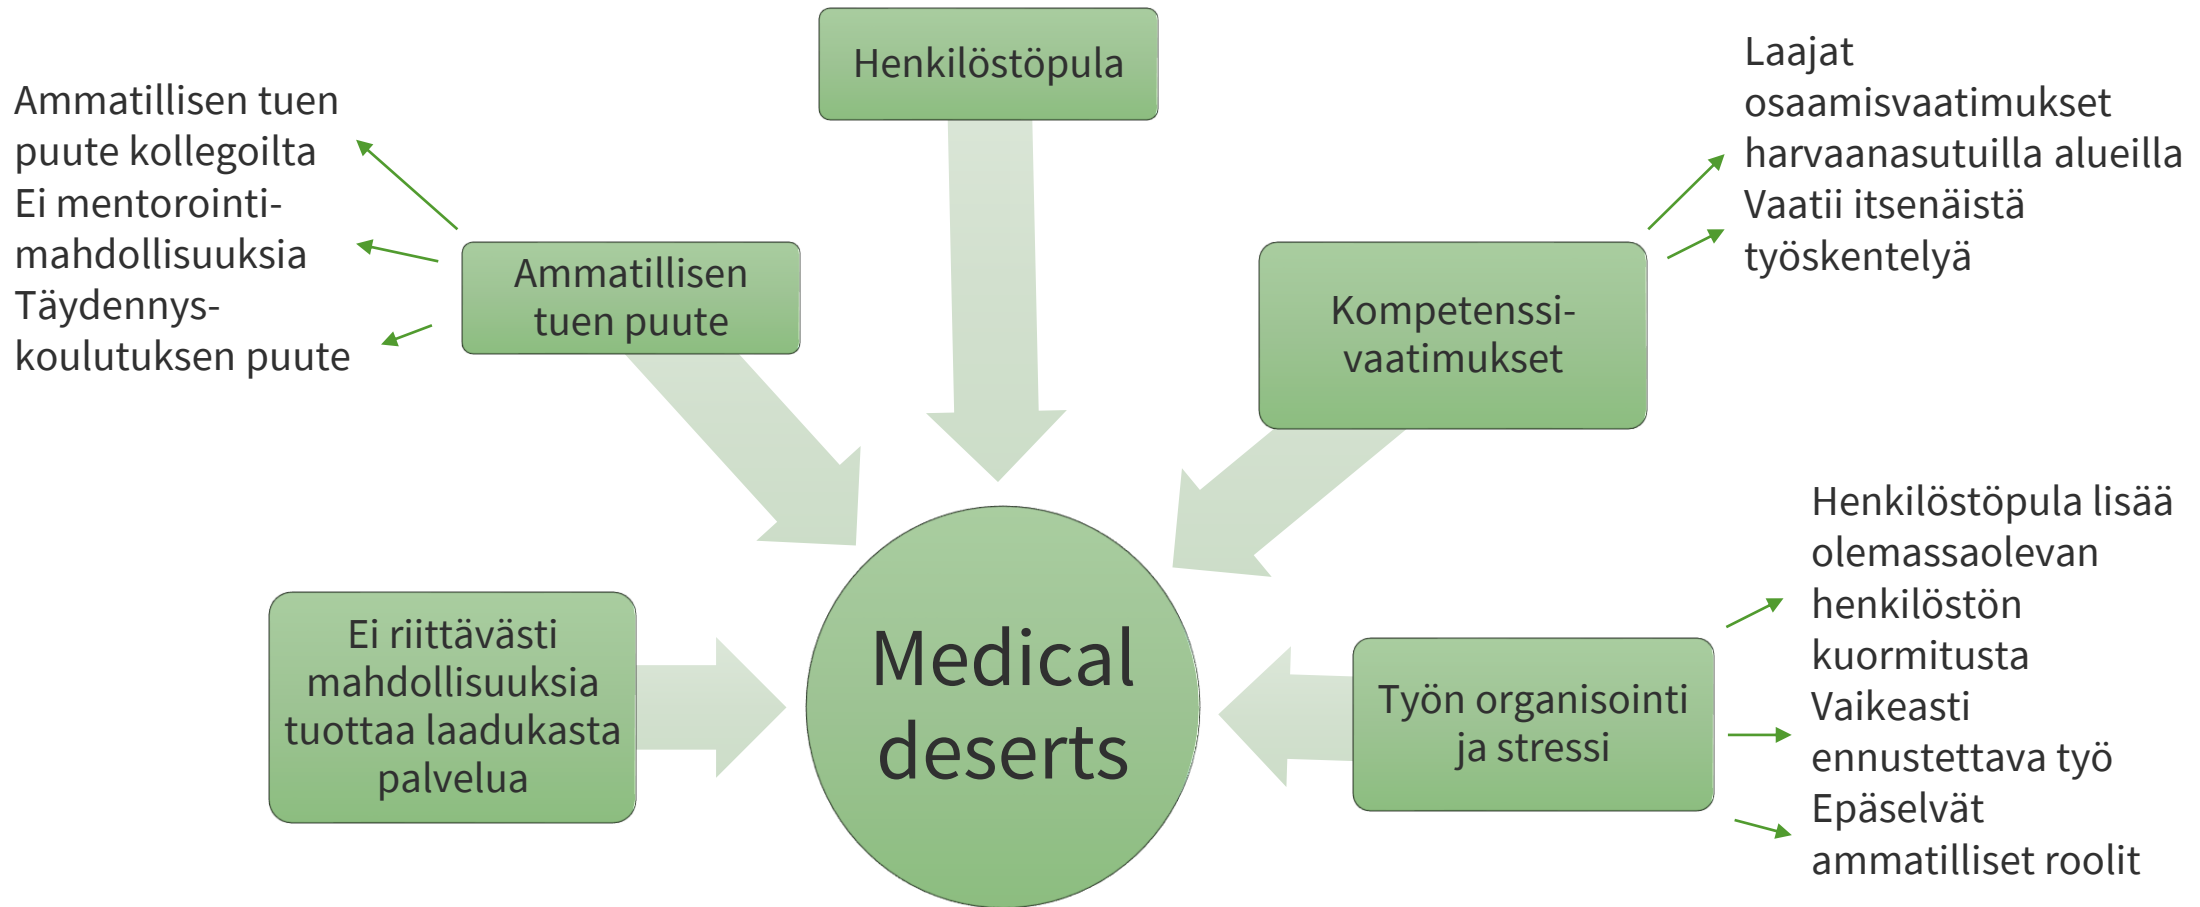 Henkilöstöpula
Ammatillisen tuen
puute kollegoilta
Ei mentorointi-
mahdollisuuksia
Täydennys-
koulutuksen puute
Ammatillisen
tuen puute
Laajat
osaamisvaatimukset
harvaanasutuilla alueilla
Vaatii itsenäistä
työskentelyä
Kompetenssi-
vaatimukset
Ei riittävästi
mahdollisuuksia
tuottaa laadukasta
palvelua
Medical
deserts
Työn organisointi
ja stressi
Henkilöstöpula lisää
olemassaolevan
henkilöstön
kuormitusta
Vaikeasti
ennustettava työ
Epäselvät
ammatilliset roolit